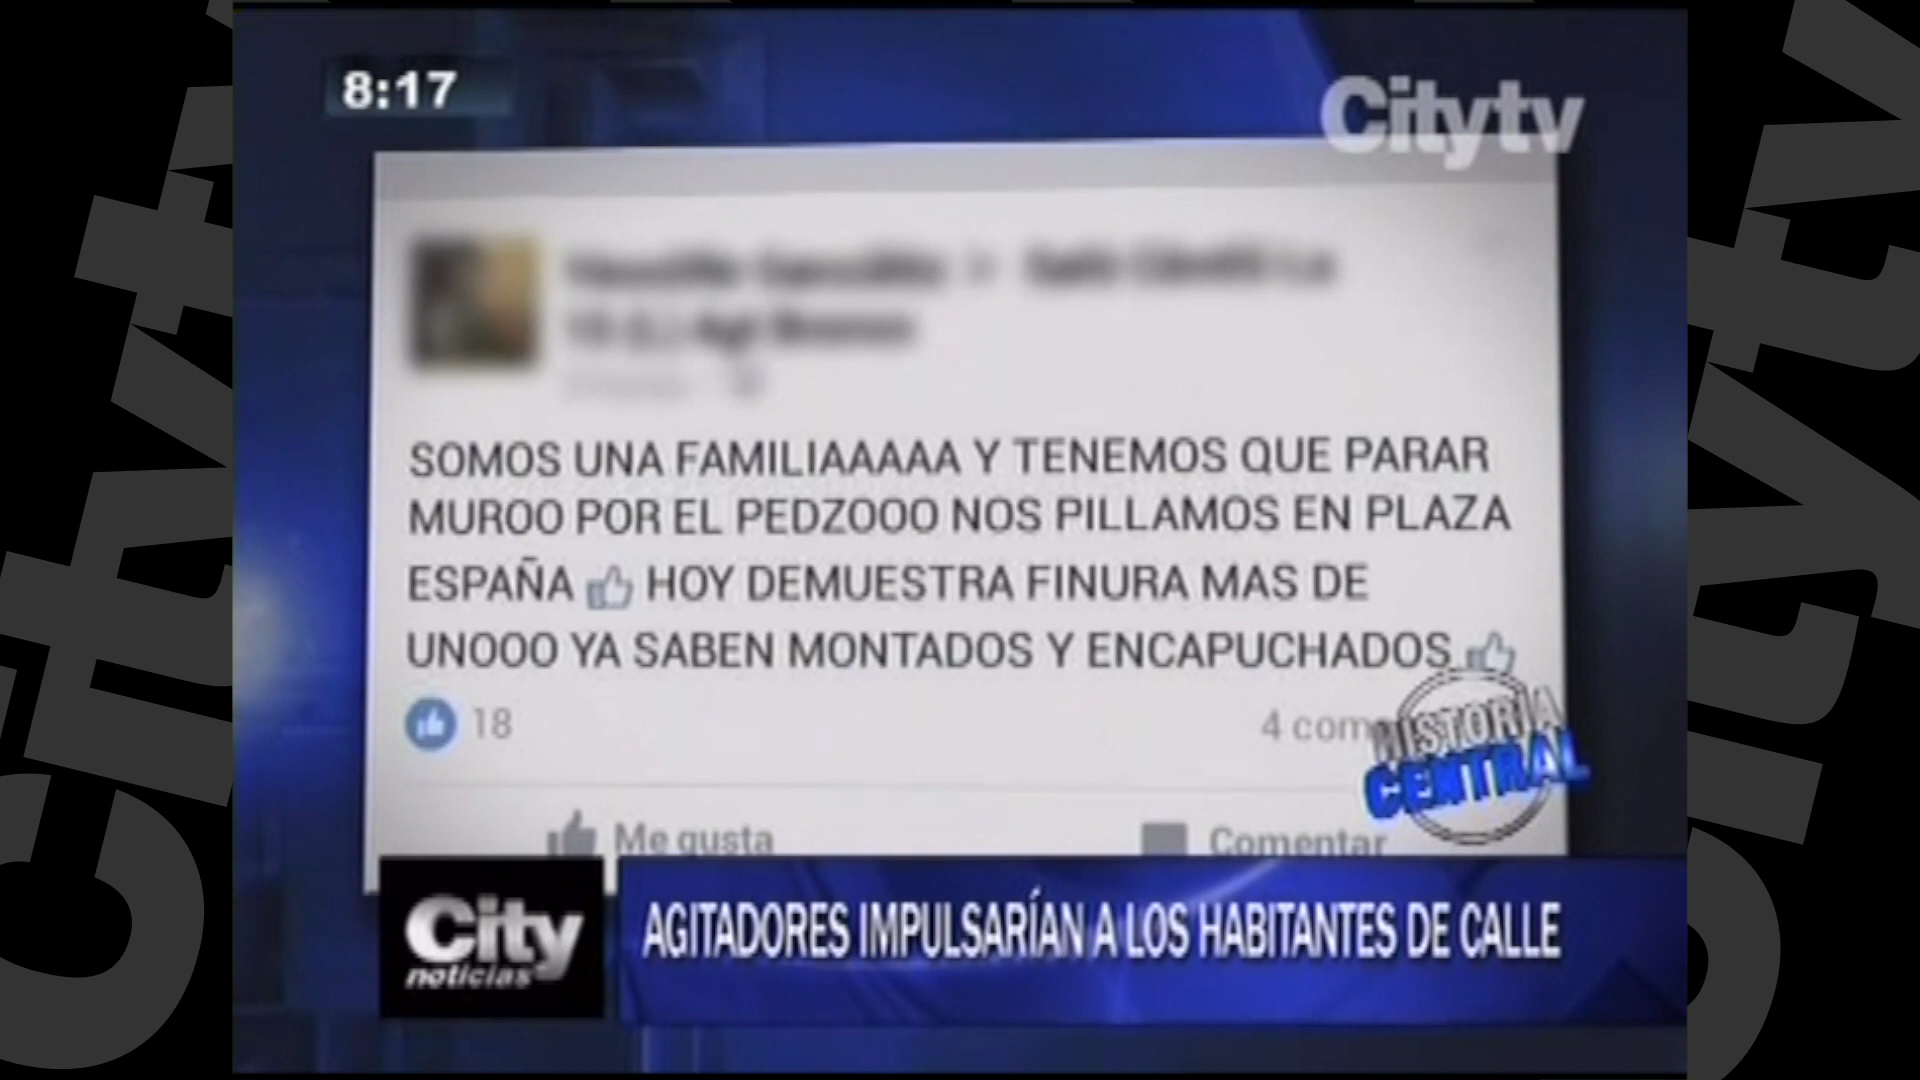 8:17
Citytv
SOMOS UNA FAMILIAAAAA Y TENEMOS QUE PARAR
MUROO POR EL PEDZOOO NOS PILLAMOS EN PLAZA
ESPAÑA HOY DEMUESTRA FINURA MAS DE
UNOOO YA SABEN MONTADOS Y ENCAPUCHADOS
18
4 com
HISTORIA
CENTRAL
Me gusta
Comentar
City
noticias
AGITADORES IMPULSARÍAN A LOS HABITANTES DE CALLE